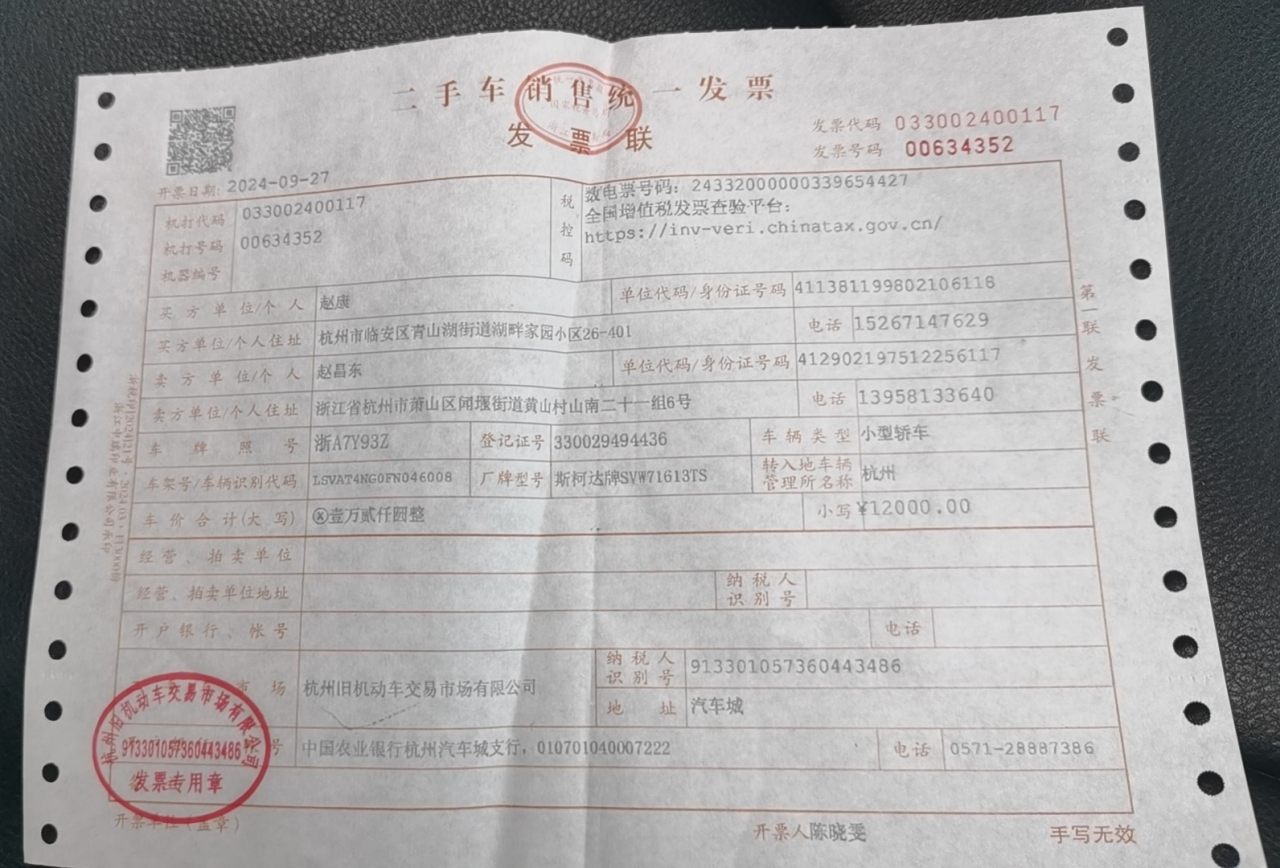 二手车销售统一发票
发票联
发票代码 033002400117
发票号码 00634352
开票日期: 2024-09-27
机打代码 033002400117
机打号码 00634352
机器编号
税控码
数电票号码: 24332000000339654427
全国增值税发票查验平台:
https://inv-veri.chinatax.gov.cn/
买方单位/个人 赵康 单位代码/身份证号码 411381199802106118
买方单位/个人住址 杭州市临安区青山湖街道湖畔家园小区26-401 电话 15267147629
卖方单位/个人 赵昌东 单位代码/身份证号码 412902197512256117
卖方单位/个人住址 浙江省杭州市萧山区闻堰街道黄山村山南二十一组6号 电话 13958133640
车牌照号 浙A7Y93Z 登记证号 330029494436 车辆类型 小型轿车
车架号/车辆识别代码 LSVAT4NG0FN046008 厂牌型号 斯柯达牌SVW71613TS 转入地车辆管理所名称 杭州
车价合计(大写) ⓧ壹万贰仟圆整 小写 ¥12000.00
经营、拍卖单位
经营、拍卖单位地址 纳税人识别号
开户银行、帐号 电话
市场 杭州旧机动车交易市场有限公司 纳税人识别号 913301057360443486
地址 汽车城
号 中国农业银行杭州汽车城支行，010701040007222 电话 0571-28887386
杭州旧机动车交易市场有限公司
913301057360443486
发票专用章
开票单位(盖章) 开票人 陈晓雯 手写无效
第一联 发票联